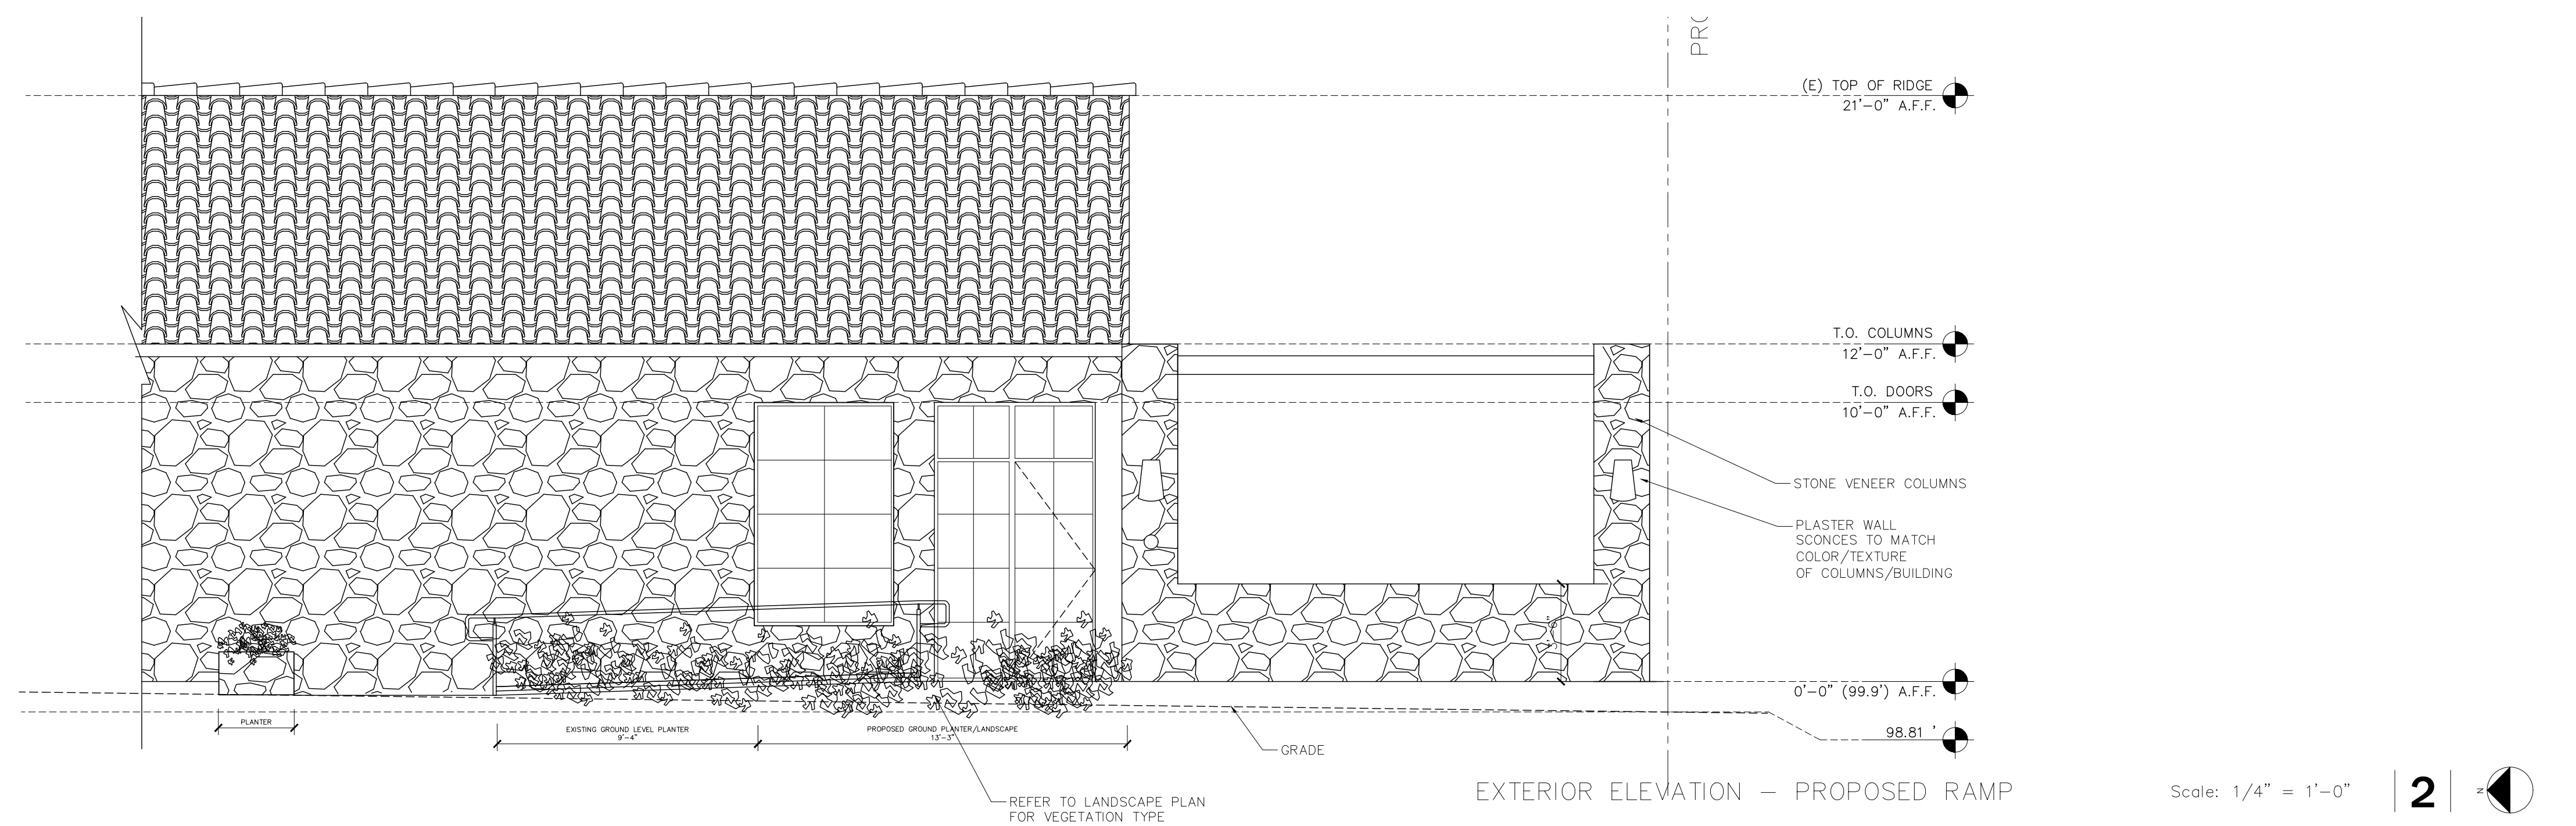 PRO
(E) TOP OF RIDGE
21'-0" A.F.F.
T.O. COLUMNS
12'-0" A.F.F.
T.O. DOORS
10'-0" A.F.F.
STONE VENEER COLUMNS
PLASTER WALL
SCONCES TO MATCH
COLOR/TEXTURE
OF COLUMNS/BUILDING
0'-0" (99.9') A.F.F.
98.81 '
PLANTER
EXISTING GROUND LEVEL PLANTER
9'-4"
PROPOSED GROUND PLANTER/LANDSCAPE
13'-3"
GRADE
REFER TO LANDSCAPE PLAN
FOR VEGETATION TYPE
EXTERIOR ELEVATION - PROPOSED RAMP
Scale: 1/4" = 1'-0"
2
N